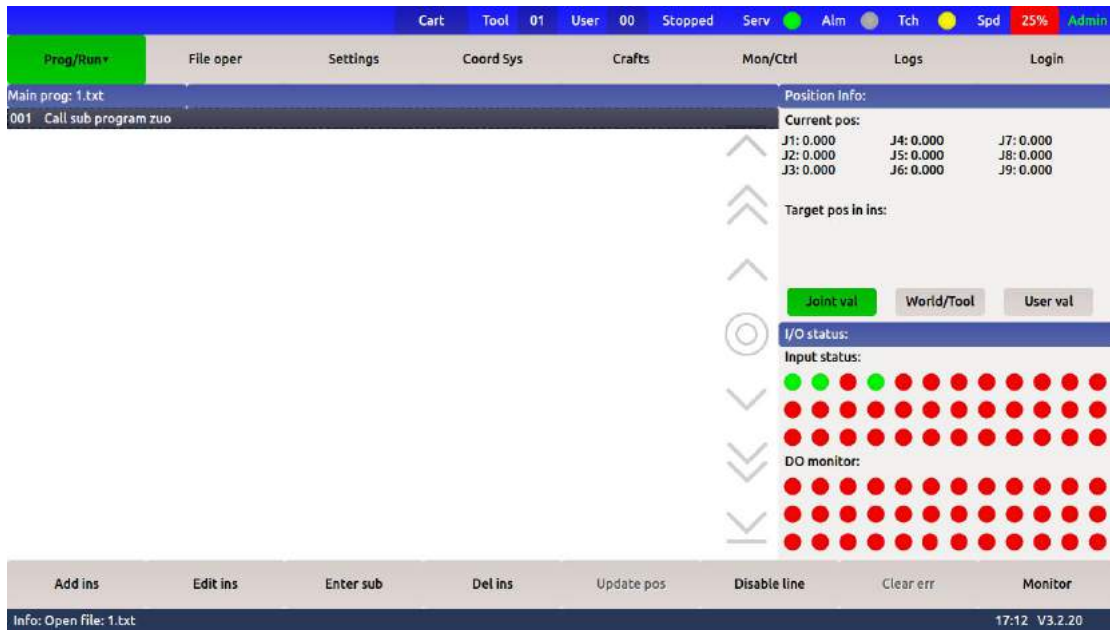 Cart Tool 01 User 00 Stopped Serv Alm Tch Spd 25% Admin
Prog/Run▾ File oper Settings Coord Sys Crafts Mon/Ctrl Logs Login
Main prog: 1.txt
Position Info:
001 Call sub program zuo
Current pos:
J1: 0.000 J4: 0.000 J7: 0.000
J2: 0.000 J5: 0.000 J8: 0.000
J3: 0.000 J6: 0.000 J9: 0.000
Target pos in ins:
Joint val World/Tool User val
I/O status:
Input status:
DO monitor:
Add ins Edit ins Enter sub Del ins Update pos Disable line Clear err Monitor
Info: Open file: 1.txt 17:12 V3.2.20